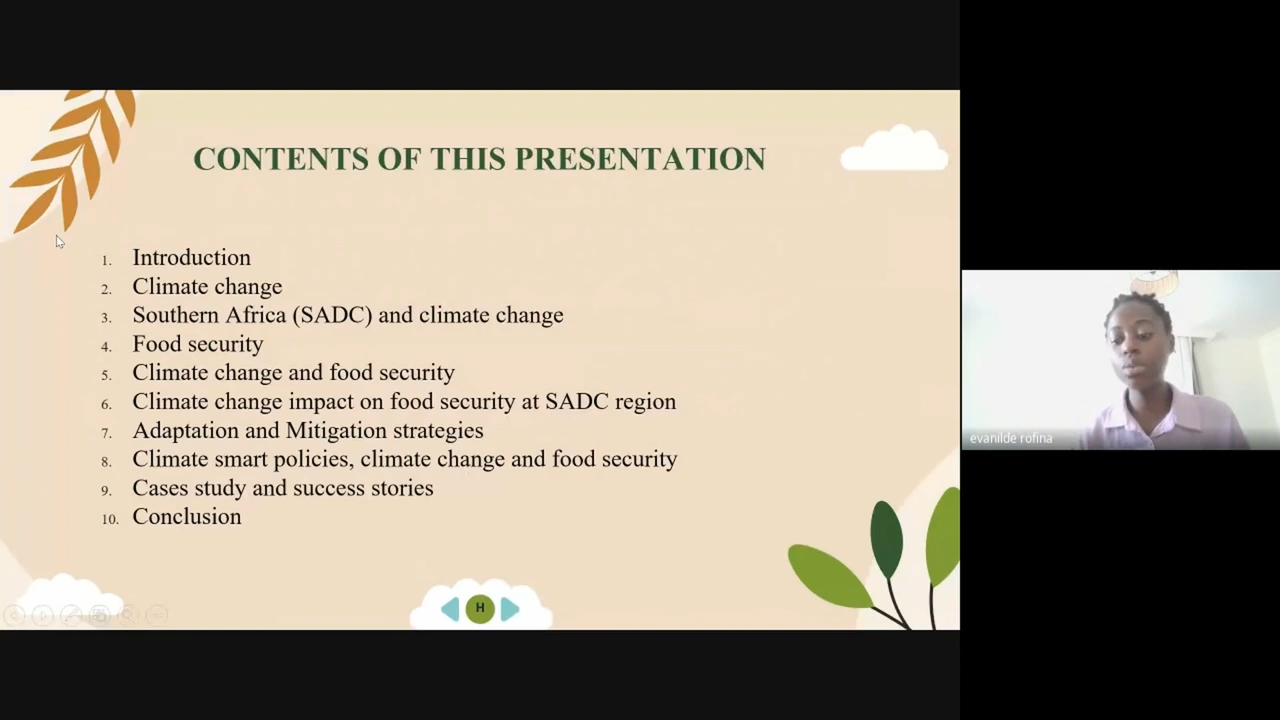 CONTENTS OF THIS PRESENTATION
1. Introduction
2. Climate change
3. Southern Africa (SADC) and climate change
4. Food security
5. Climate change and food security
6. Climate change impact on food security at SADC region
7. Adaptation and Mitigation strategies
8. Climate smart policies, climate change and food security
9. Cases study and success stories
10. Conclusion
H
evanilde rofina